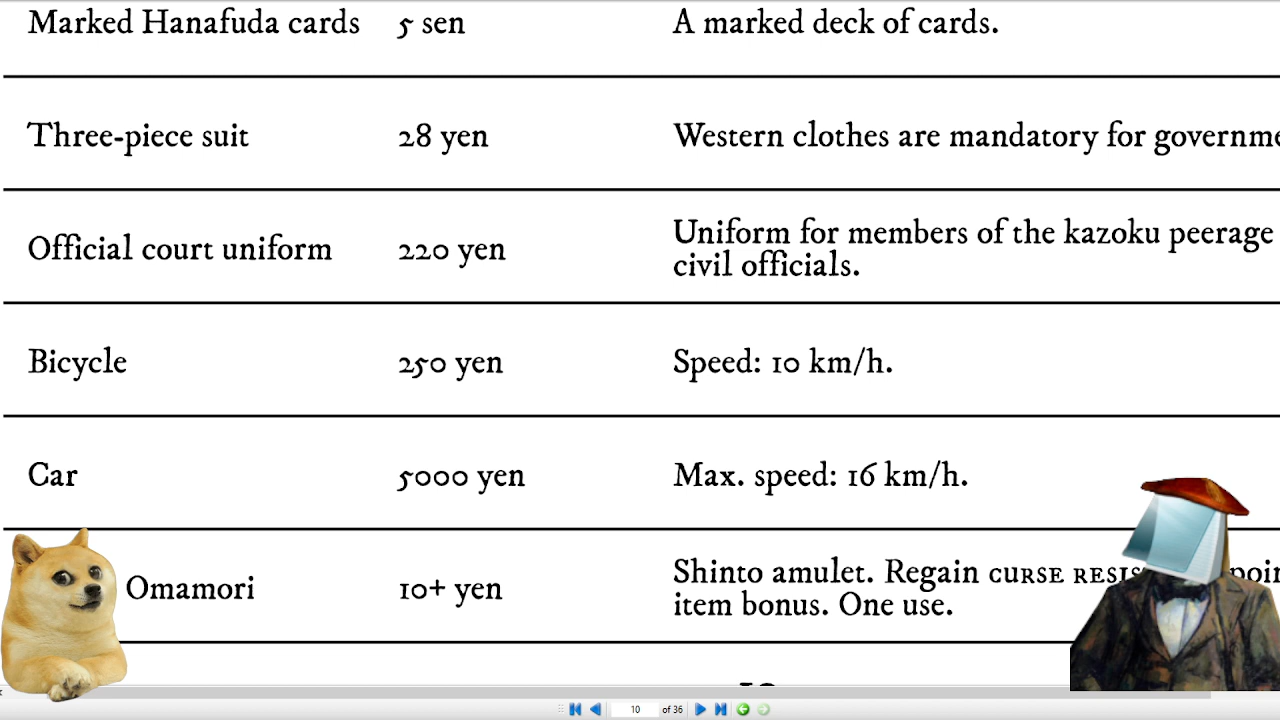 Marked Hanafuda cards 5 sen A marked deck of cards.
Three-piece suit 28 yen Western clothes are mandatory for
Official court uniform 220 yen Uniform for members of the kazoku peerage
civil officials.
Bicycle 250 yen Speed: 10 km/h.
Car 5000 yen Max. speed: 16 km/h.
Omamori 10+ yen Shinto amulet. Regain CURSE
item bonus. One use.
10 of 36